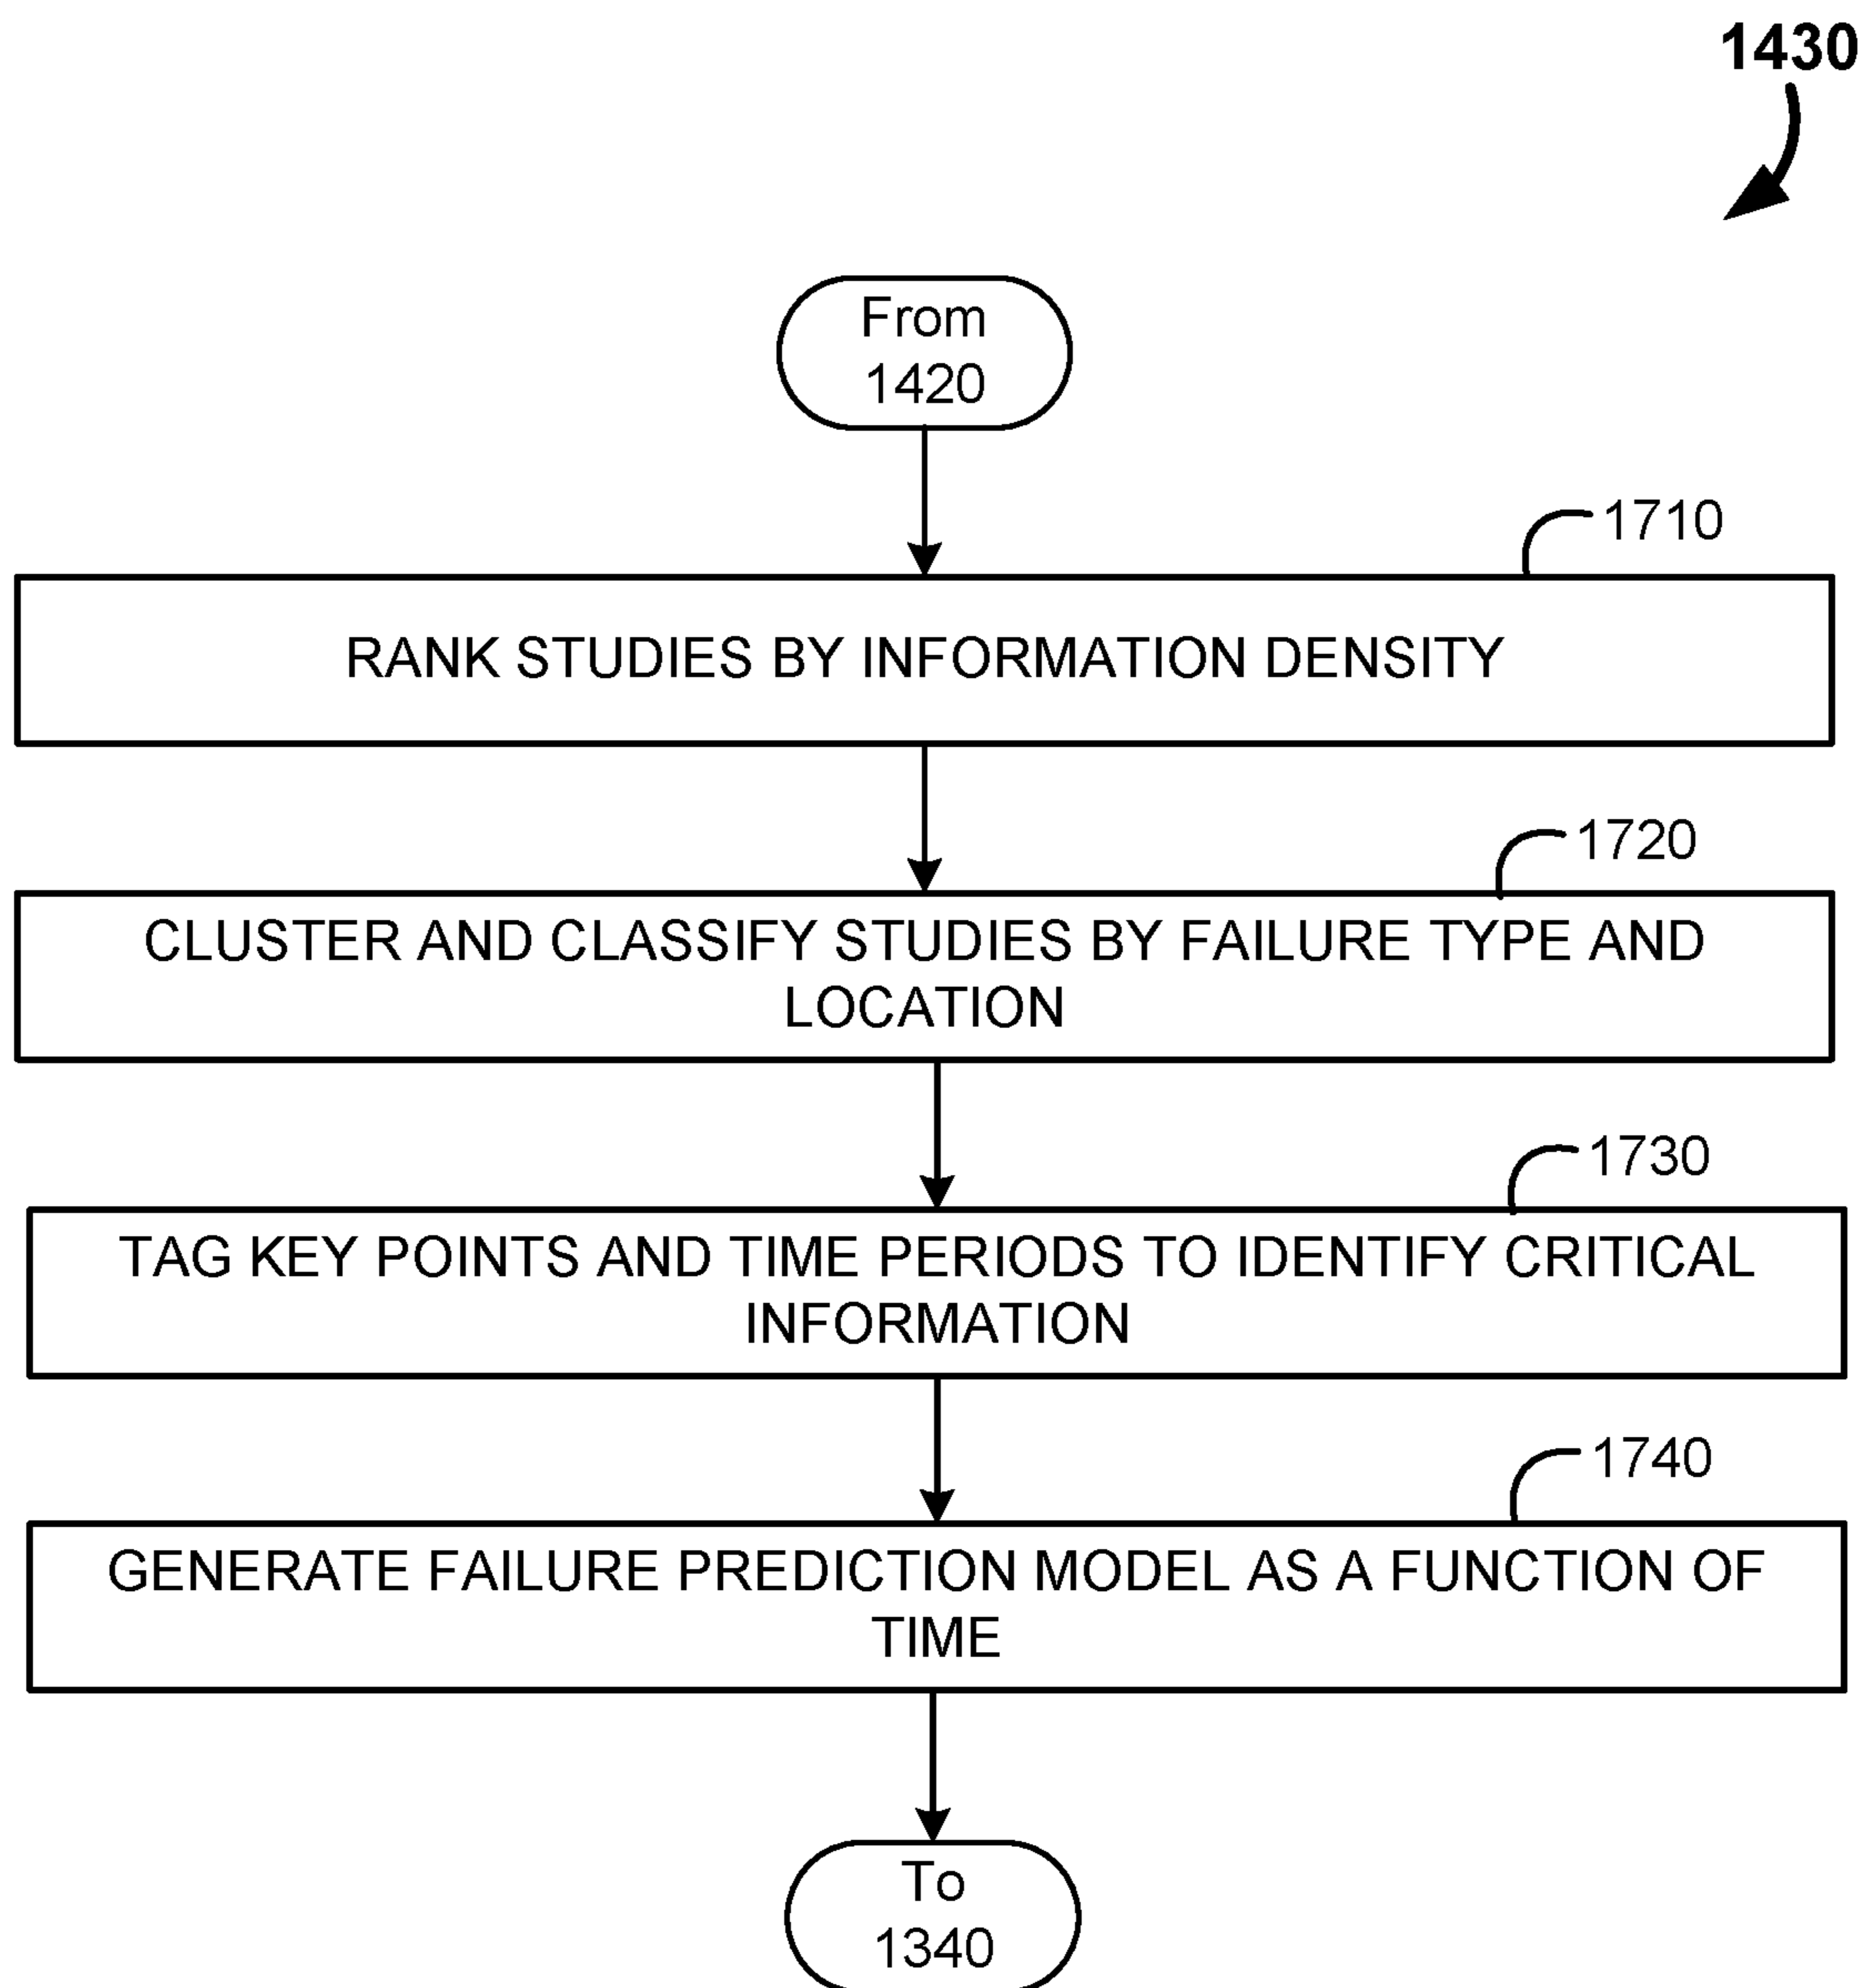 1430
From
1420
1710
RANK STUDIES BY INFORMATION DENSITY
1720
CLUSTER AND CLASSIFY STUDIES BY FAILURE TYPE AND
LOCATION
1730
TAG KEY POINTS AND TIME PERIODS TO IDENTIFY CRITICAL
INFORMATION
1740
GENERATE FAILURE PREDICTION MODEL AS A FUNCTION OF
TIME
To
1340